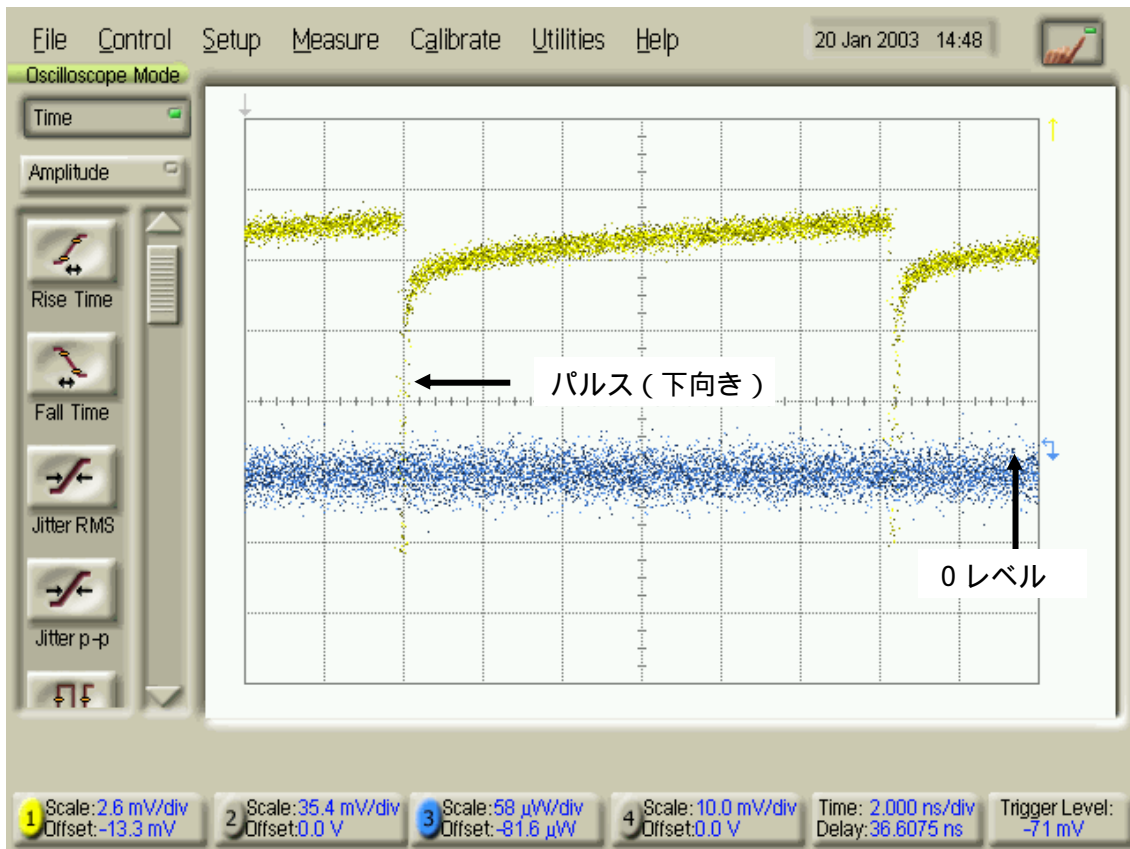 File Control Setup Measure Calibrate Utilities Help 20 Jan 2003 14:48
Oscilloscope Mode
Time
Amplitude
Rise Time
Fall Time
Jitter RMS
Jitter p-p
パルス(下向き)
0レベル
1 Scale:2.6 mV/div
Offset:-13.3 mV
2 Scale:35.4 mV/div
Offset:0.0 V
3 Scale:58 µW/div
Offset:-81.6 µW
4 Scale:10.0 mV/div
Offset:0.0 V
Time: 2.000 ns/div
Delay:36.6075 ns
Trigger Level:
-71 mV